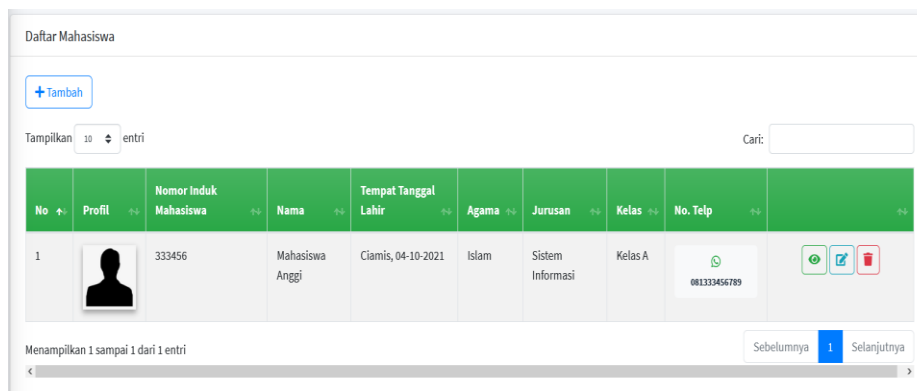 Daftar Mahasiswa
+ Tambah
Tampilkan 10 entri
Cari:
No Profil Nomor Induk Mahasiswa Nama Tempat Tanggal Lahir Agama Jurusan Kelas No. Telp
1 333456 Mahasiswa Anggi Ciamis, 04-10-2021 Islam Sistem Informasi Kelas A 081333456789
Menampilkan 1 sampai 1 dari 1 entri
Sebelumnya 1 Selanjutnya